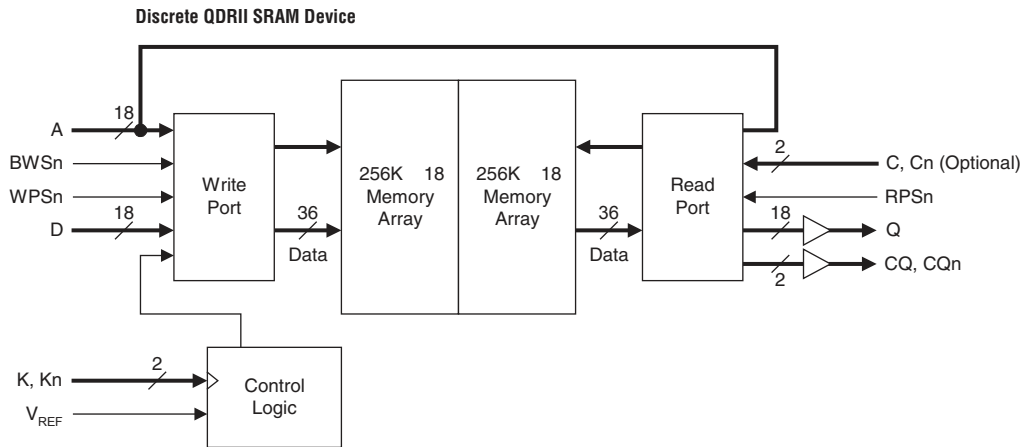 Discrete QDRII SRAM Device
A
18
BWSn
WPSn
D
18
Write
Port
36
Data
256K 18
Memory
Array
256K 18
Memory
Array
36
Data
Read
Port
2
C, Cn (Optional)
RPSn
18
Q
2
CQ, CQn
K, Kn
2
VREF
Control
Logic